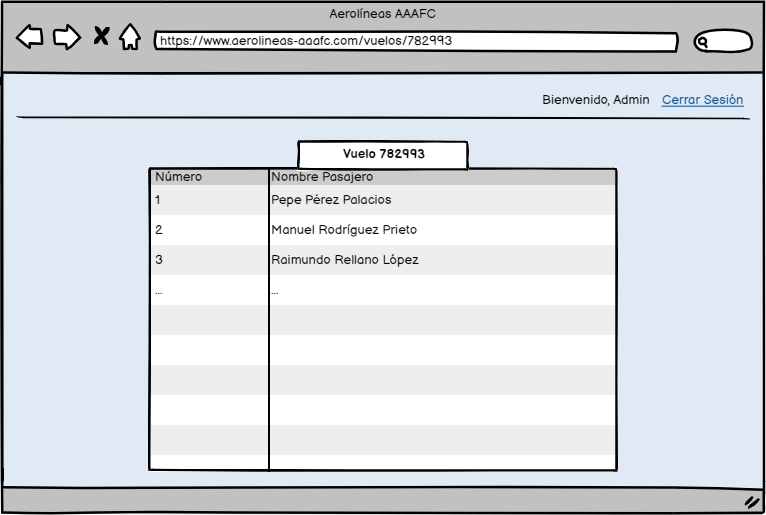 Aerolíneas AAAFC
https://www.aerolineas-aaafc.com/vuelos/782993
Bienvenido, Admin Cerrar Sesión
Vuelo 782993
Número Nombre Pasajero
1 Pepe Pérez Palacios
2 Manuel Rodríguez Prieto
3 Raimundo Rellano López
... ...